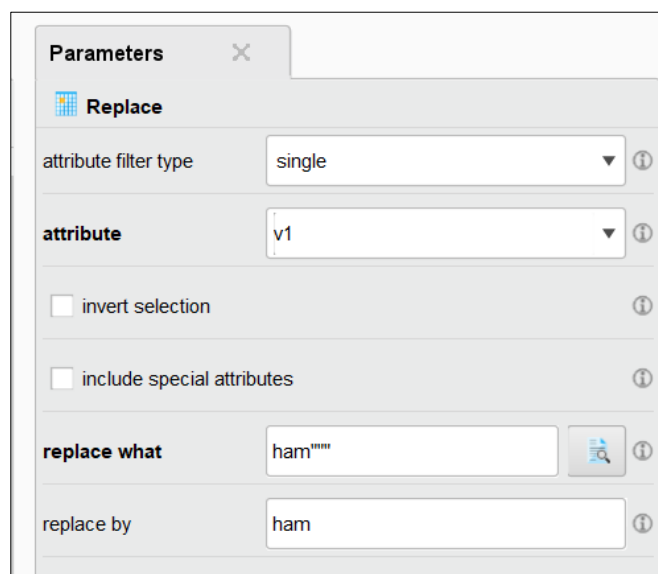 Parameters
Replace
attribute filter type single
attribute v1
invert selection
include special attributes
replace what ham"""
replace by ham